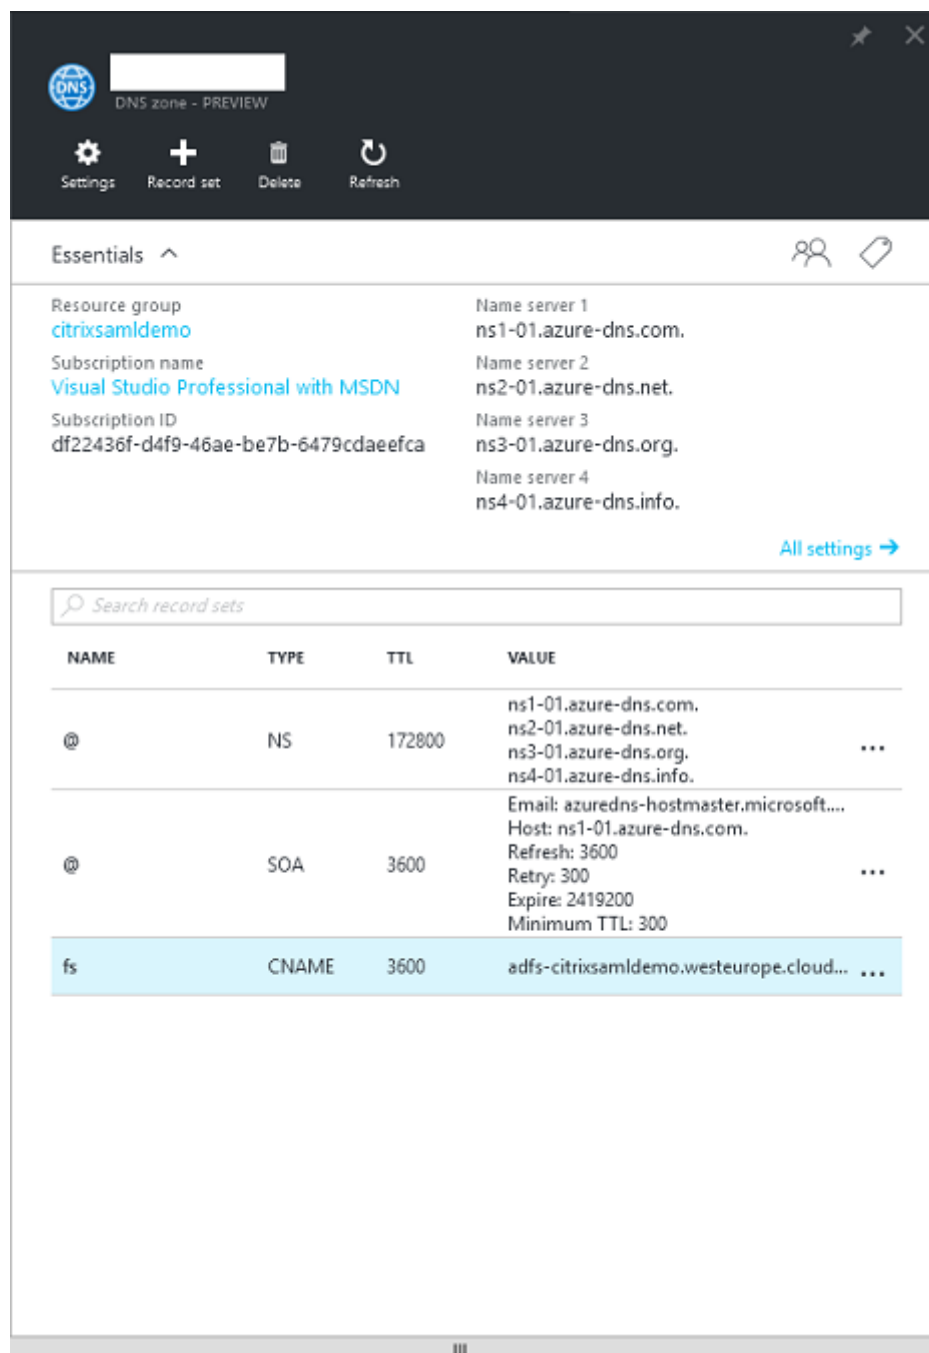 DNS
DNS zone - PREVIEW
Settings
Record set
Delete
Refresh
Essentials
Resource group
citrixsamldemo
Subscription name
Visual Studio Professional with MSDN
Subscription ID
df22436f-d4f9-46ae-be7b-6479cdaeefca
Name server 1
ns1-01.azure-dns.com.
Name server 2
ns2-01.azure-dns.net.
Name server 3
ns3-01.azure-dns.org.
Name server 4
ns4-01.azure-dns.info.
All settings →
Search record sets
NAME TYPE TTL VALUE
@ NS 172800 ns1-01.azure-dns.com.
ns2-01.azure-dns.net.
ns3-01.azure-dns.org.
ns4-01.azure-dns.info.
...
@ SOA 3600 Email: azuredns-hostmaster.microsoft....
Host: ns1-01.azure-dns.com.
Refresh: 3600
Retry: 300
Expire: 2419200
Minimum TTL: 300
...
fs CNAME 3600 adfs-citrixsamldemo.westeurope.cloud... ...